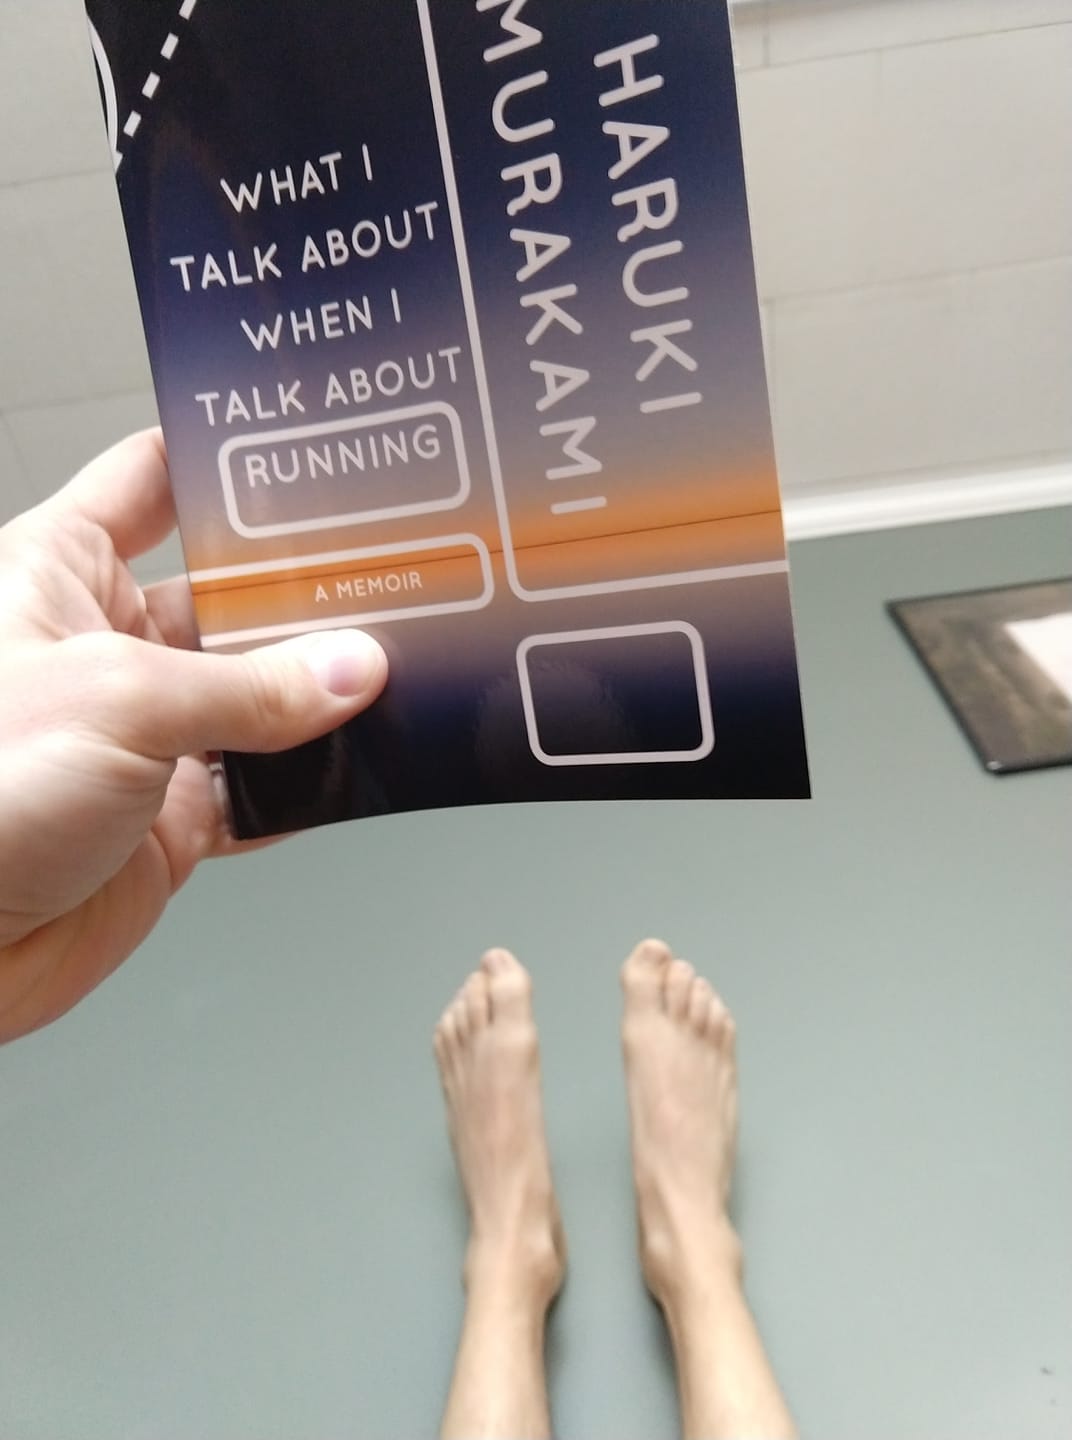 WHAT I
TALK ABOUT
WHEN I
TALK ABOUT
RUNNING
A MEMOIR
HARUKI
MURAKAMI